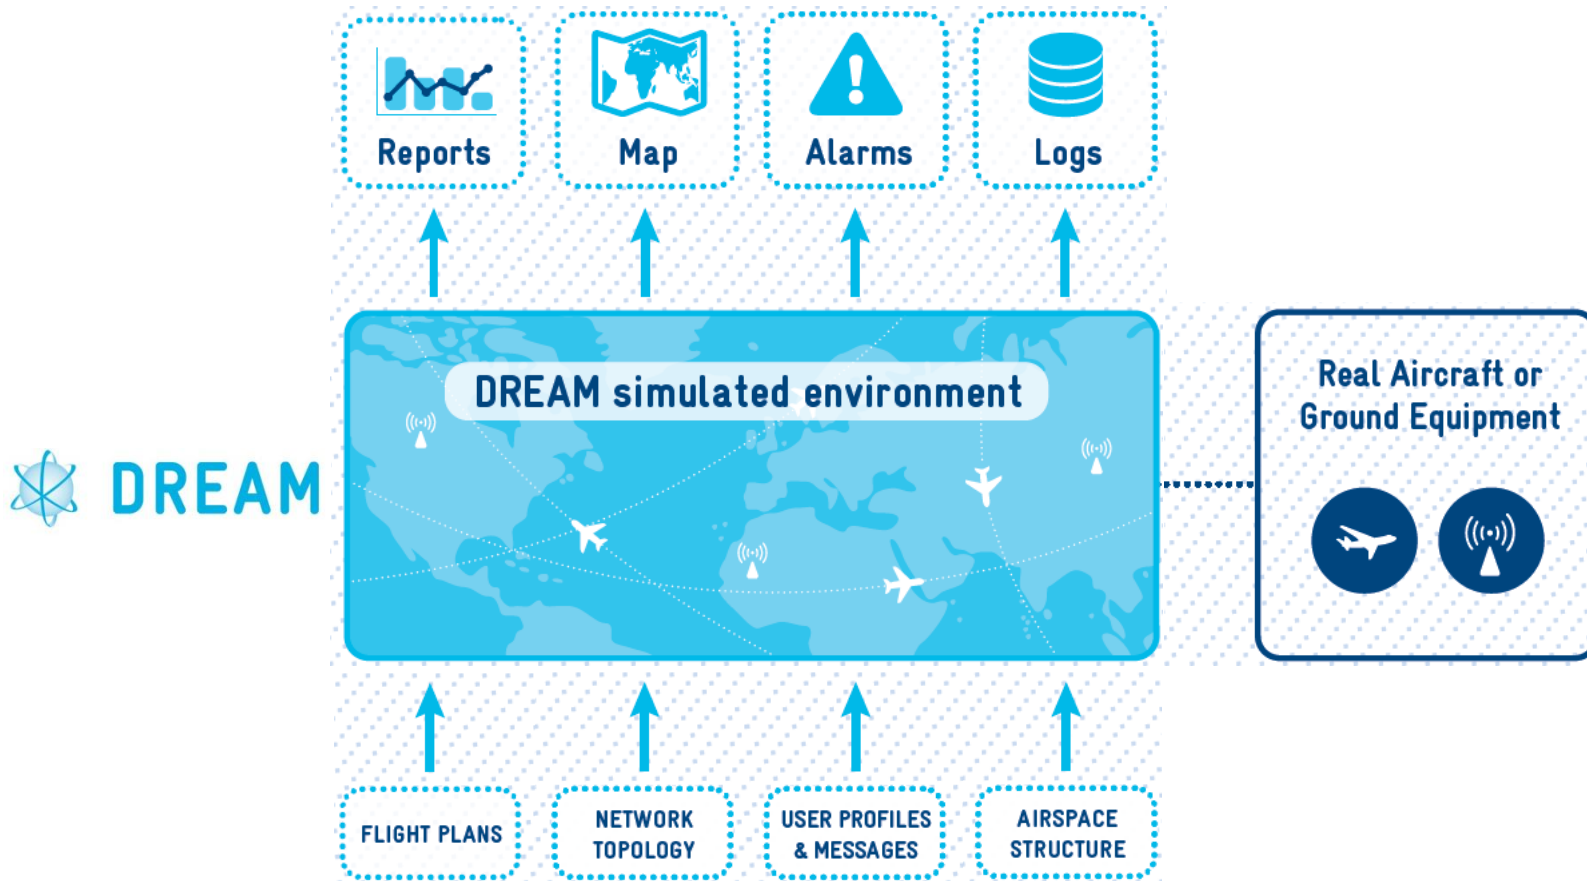 Reports
Map
Alarms
Logs
DREAM simulated environment
Real Aircraft or
Ground Equipment
DREAM
FLIGHT PLANS
NETWORK
TOPOLOGY
USER PROFILES
& MESSAGES
AIRSPACE
STRUCTURE